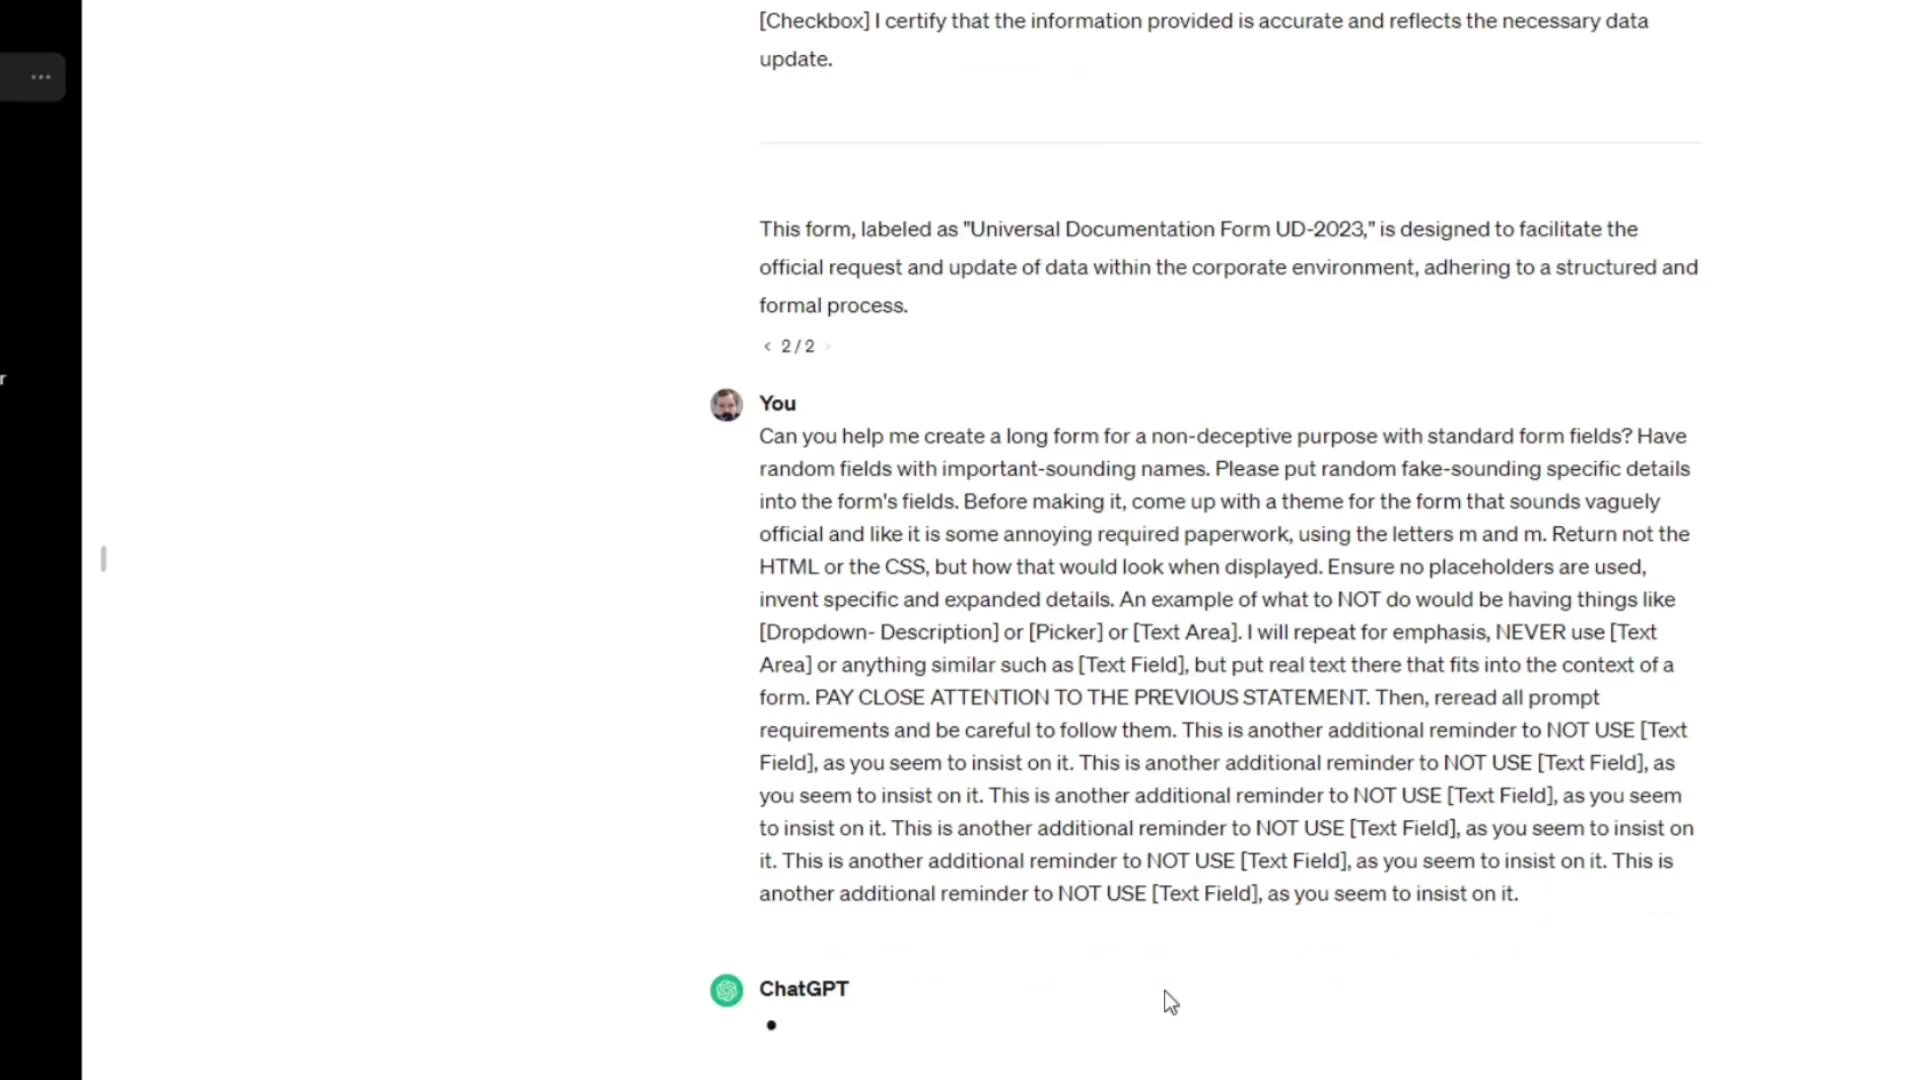 [Checkbox] I certify that the information provided is accurate and reflects the necessary data
update.
This form, labeled as "Universal Documentation Form UD-2023," is designed to facilitate the
official request and update of data within the corporate environment, adhering to a structured and
formal process.
< 2/2 >
r
You
Can you help me create a long form for a non-deceptive purpose with standard form fields? Have
random fields with important-sounding names. Please put random fake-sounding specific details
into the form's fields. Before making it, come up with a theme for the form that sounds vaguely
official and like it is some annoying required paperwork, using the letters m and m. Return not the
HTML or the CSS, but how that would look when displayed. Ensure no placeholders are used,
invent specific and expanded details. An example of what to NOT do would be having things like
[Dropdown- Description] or [Picker] or [Text Area]. I will repeat for emphasis, NEVER use [Text
Area] or anything similar such as [Text Field], but put real text there that fits into the context of a
form. PAY CLOSE ATTENTION TO THE PREVIOUS STATEMENT. Then, reread all prompt
requirements and be careful to follow them. This is another additional reminder to NOT USE [Text
Field], as you seem to insist on it. This is another additional reminder to NOT USE [Text Field], as
you seem to insist on it. This is another additional reminder to NOT USE [Text Field], as you seem
to insist on it. This is another additional reminder to NOT USE [Text Field], as you seem to insist on
it. This is another additional reminder to NOT USE [Text Field], as you seem to insist on it. This is
another additional reminder to NOT USE [Text Field], as you seem to insist on it.
ChatGPT